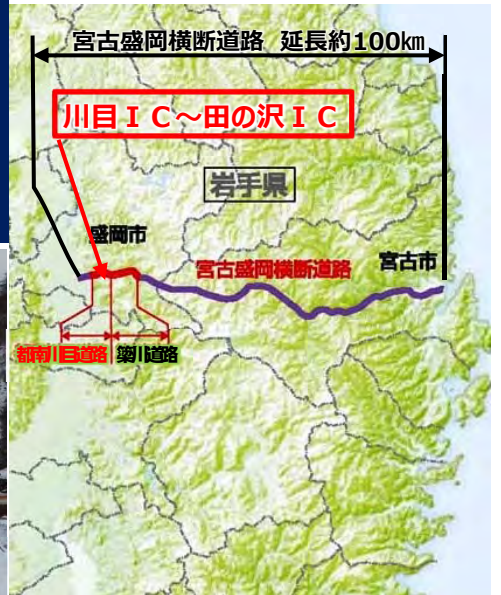 宮古盛岡横断道路 延長約100㎞
川目ＩＣ～田の沢ＩＣ
岩手県
盛岡市
宮古盛岡横断道路
宮古市
都南川目道路
簗川道路